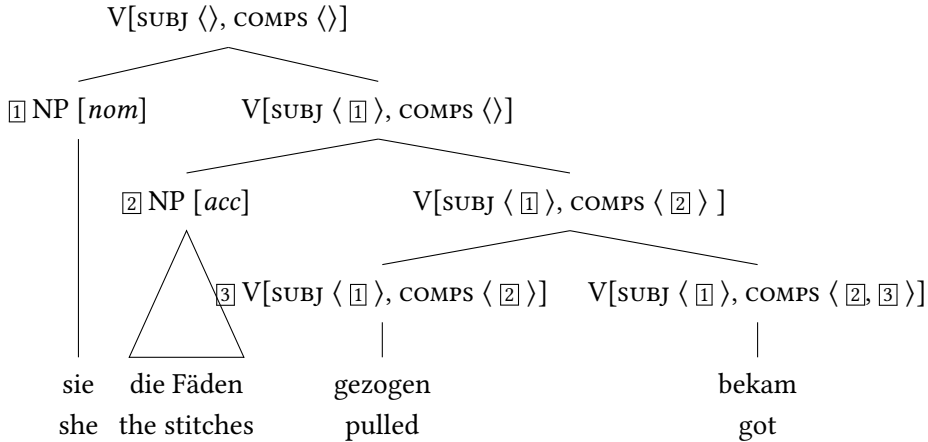 V[SUBJ ⟨⟩, COMPS ⟨⟩]
1 NP [nom] V[SUBJ ⟨ 1 ⟩, COMPS ⟨⟩]
2 NP [acc] V[SUBJ ⟨ 1 ⟩, COMPS ⟨ 2 ⟩ ]
3 V[SUBJ ⟨ 1 ⟩, COMPS ⟨ 2 ⟩] V[SUBJ ⟨ 1 ⟩, COMPS ⟨ 2, 3 ⟩]
sie die Fäden gezogen bekam
she the stitches pulled got